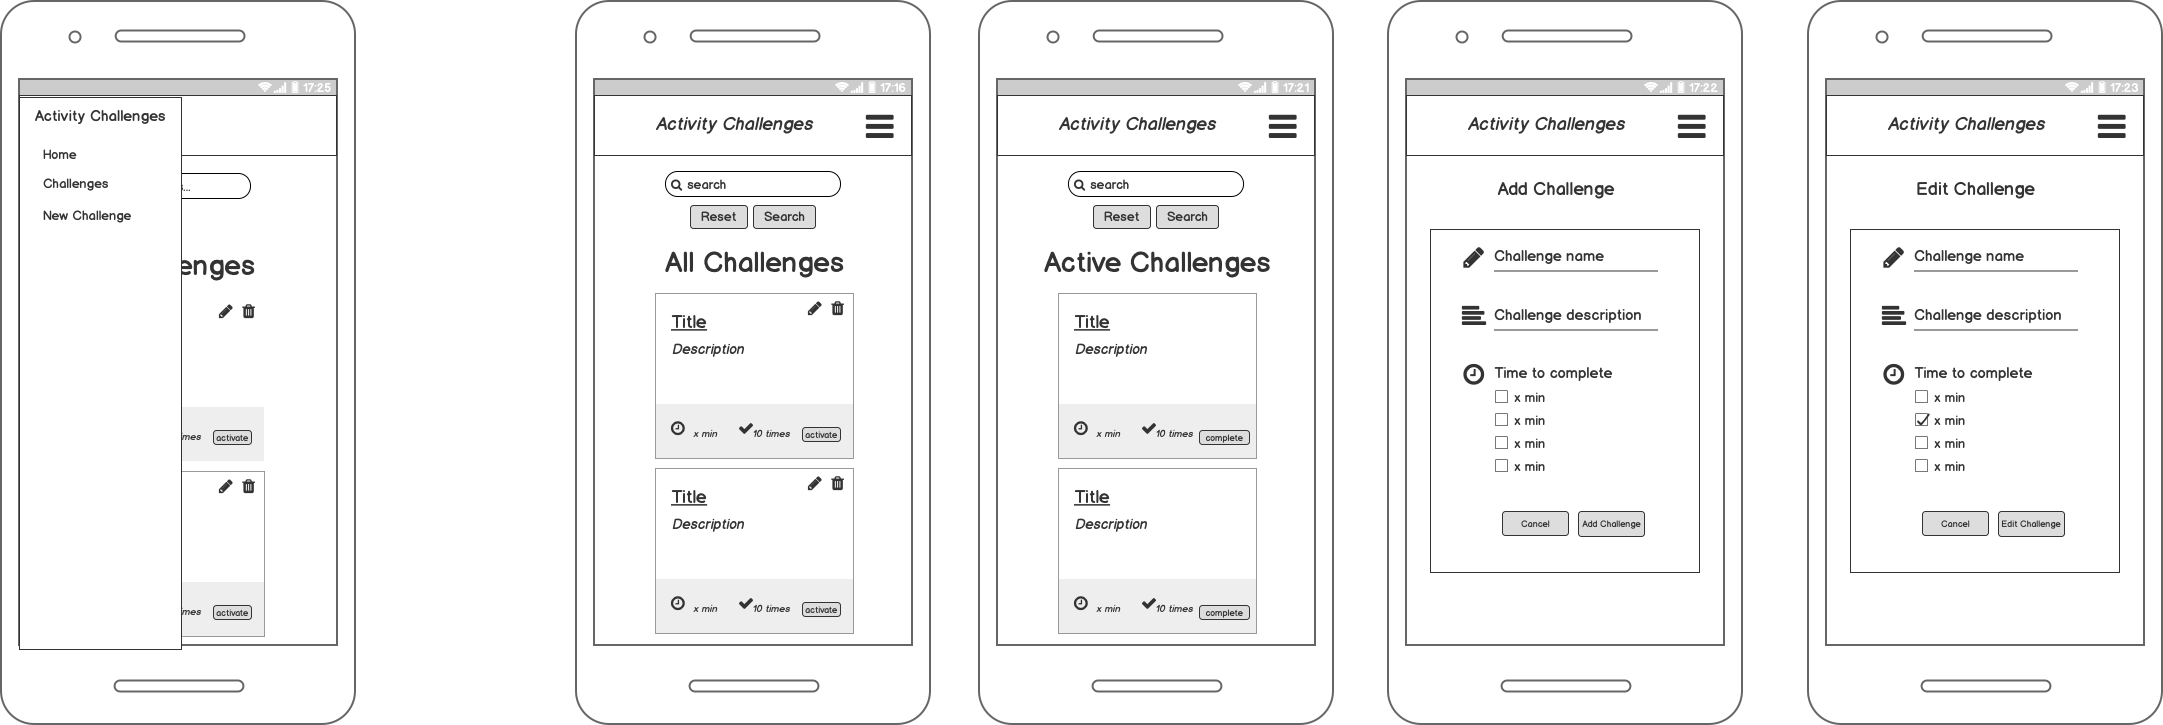 17:25
Activity Challenges
Home
s...
Challenges
New Challenge
enges
mes
activate
mes
activate
17:16
Activity Challenges
search
Reset
Search
All Challenges
Title
Description
x min
10 times
activate
Title
Description
x min
10 times
activate
17:21
Activity Challenges
search
Reset
Search
Active Challenges
Title
Description
x min
10 times
complete
Title
Description
x min
10 times
complete
17:22
Activity Challenges
Add Challenge
Challenge name
Challenge description
Time to complete
x min
x min
x min
x min
Cancel
Add Challenge
17:23
Activity Challenges
Edit Challenge
Challenge name
Challenge description
Time to complete
x min
x min
x min
x min
Cancel
Edit Challenge